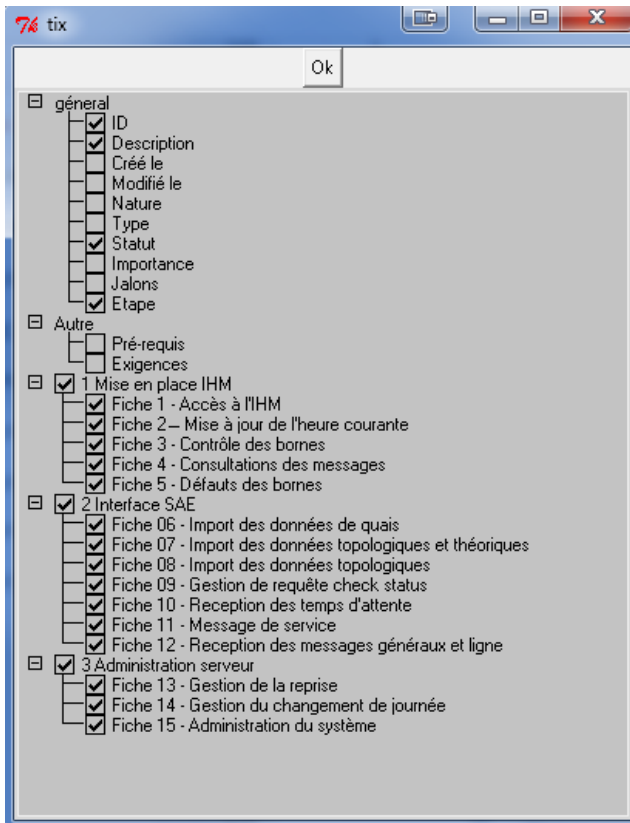 tix
Ok
géneral
ID
Description
Créé le
Modifié le
Nature
Type
Statut
Importance
Jalons
Etape
Autre
Pré-requis
Exigences
1 Mise en place IHM
Fiche 1 - Accès à l'IHM
Fiche 2– Mise à jour de l'heure courante
Fiche 3 - Contrôle des bornes
Fiche 4 - Consultations des messages
Fiche 5 - Défauts des bornes
2 Interface SAE
Fiche 06 - Import des données de quais
Fiche 07 - Import des données topologiques et théoriques
Fiche 08 - Import des données topologiques
Fiche 09 - Gestion de requête check status
Fiche 10 - Reception des temps d'attente
Fiche 11 - Message de service
Fiche 12 - Reception des messages généraux et ligne
3 Administration serveur
Fiche 13 - Gestion de la reprise
Fiche 14 - Gestion du changement de journée
Fiche 15 - Administration du système